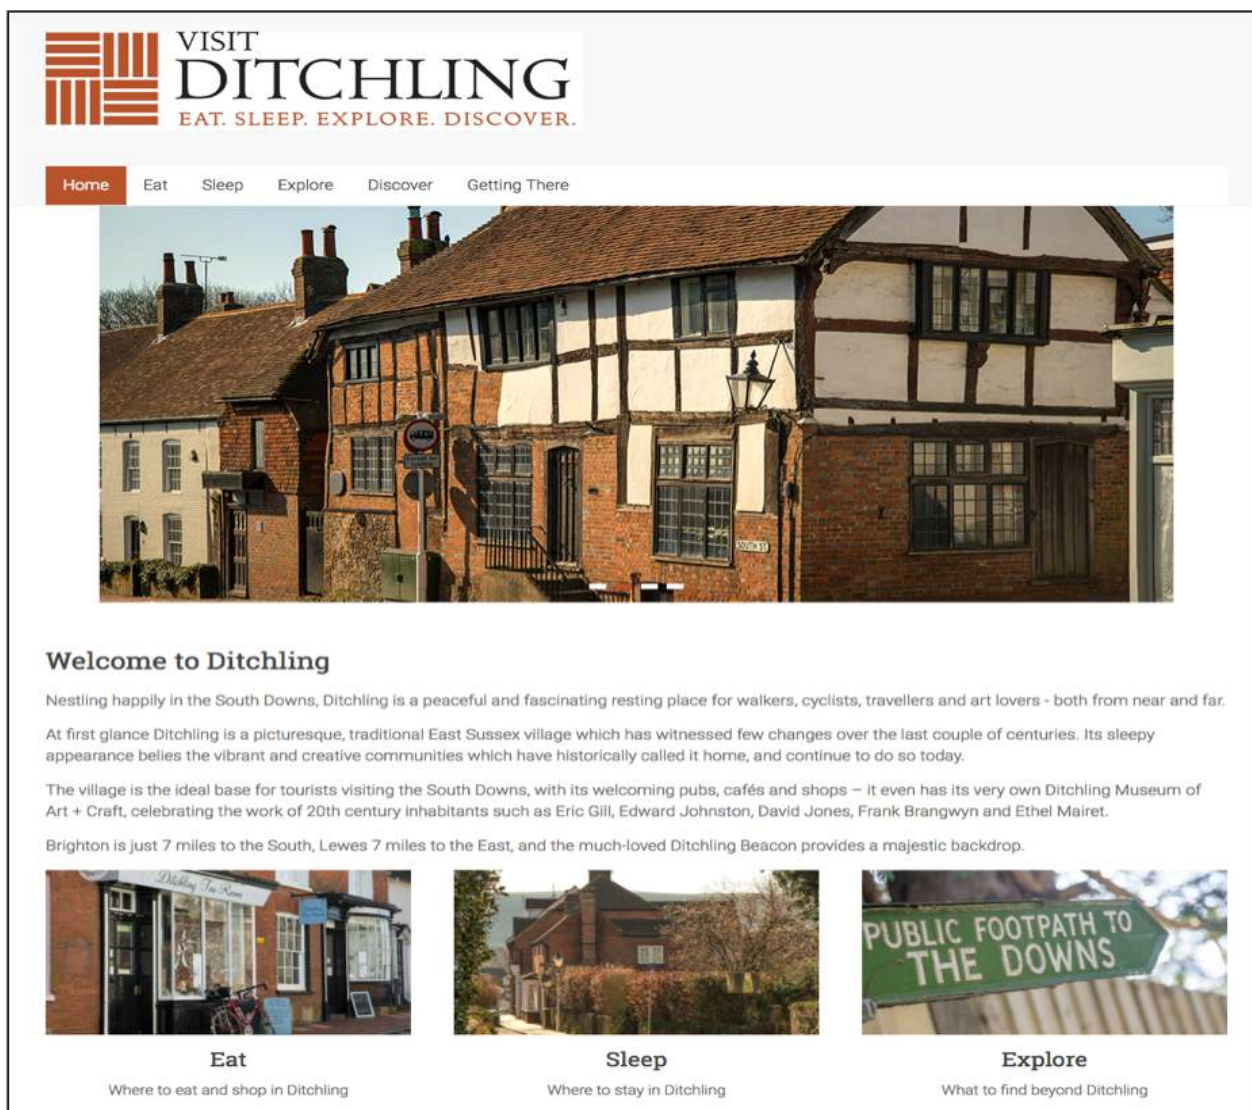 VISIT
DITCHLING
EAT. SLEEP. EXPLORE. DISCOVER.
Home Eat Sleep Explore Discover Getting There
SOUTH ST
Welcome to Ditchling
Nestling happily in the South Downs, Ditchling is a peaceful and fascinating resting place for walkers, cyclists, travellers and art lovers - both from near and far.
At first glance Ditchling is a picturesque, traditional East Sussex village which has witnessed few changes over the last couple of centuries. Its sleepy
appearance belies the vibrant and creative communities which have historically called it home, and continue to do so today.
The village is the ideal base for tourists visiting the South Downs, with its welcoming pubs, cafés and shops – it even has its very own Ditchling Museum of
Art + Craft, celebrating the work of 20th century inhabitants such as Eric Gill, Edward Johnston, David Jones, Frank Brangwyn and Ethel Mairet.
Brighton is just 7 miles to the South, Lewes 7 miles to the East, and the much-loved Ditchling Beacon provides a majestic backdrop.
Ditchling Tea Rooms
PUBLIC FOOTPATH TO
THE DOWNS
Eat
Where to eat and shop in Ditchling
Sleep
Where to stay in Ditchling
Explore
What to find beyond Ditchling